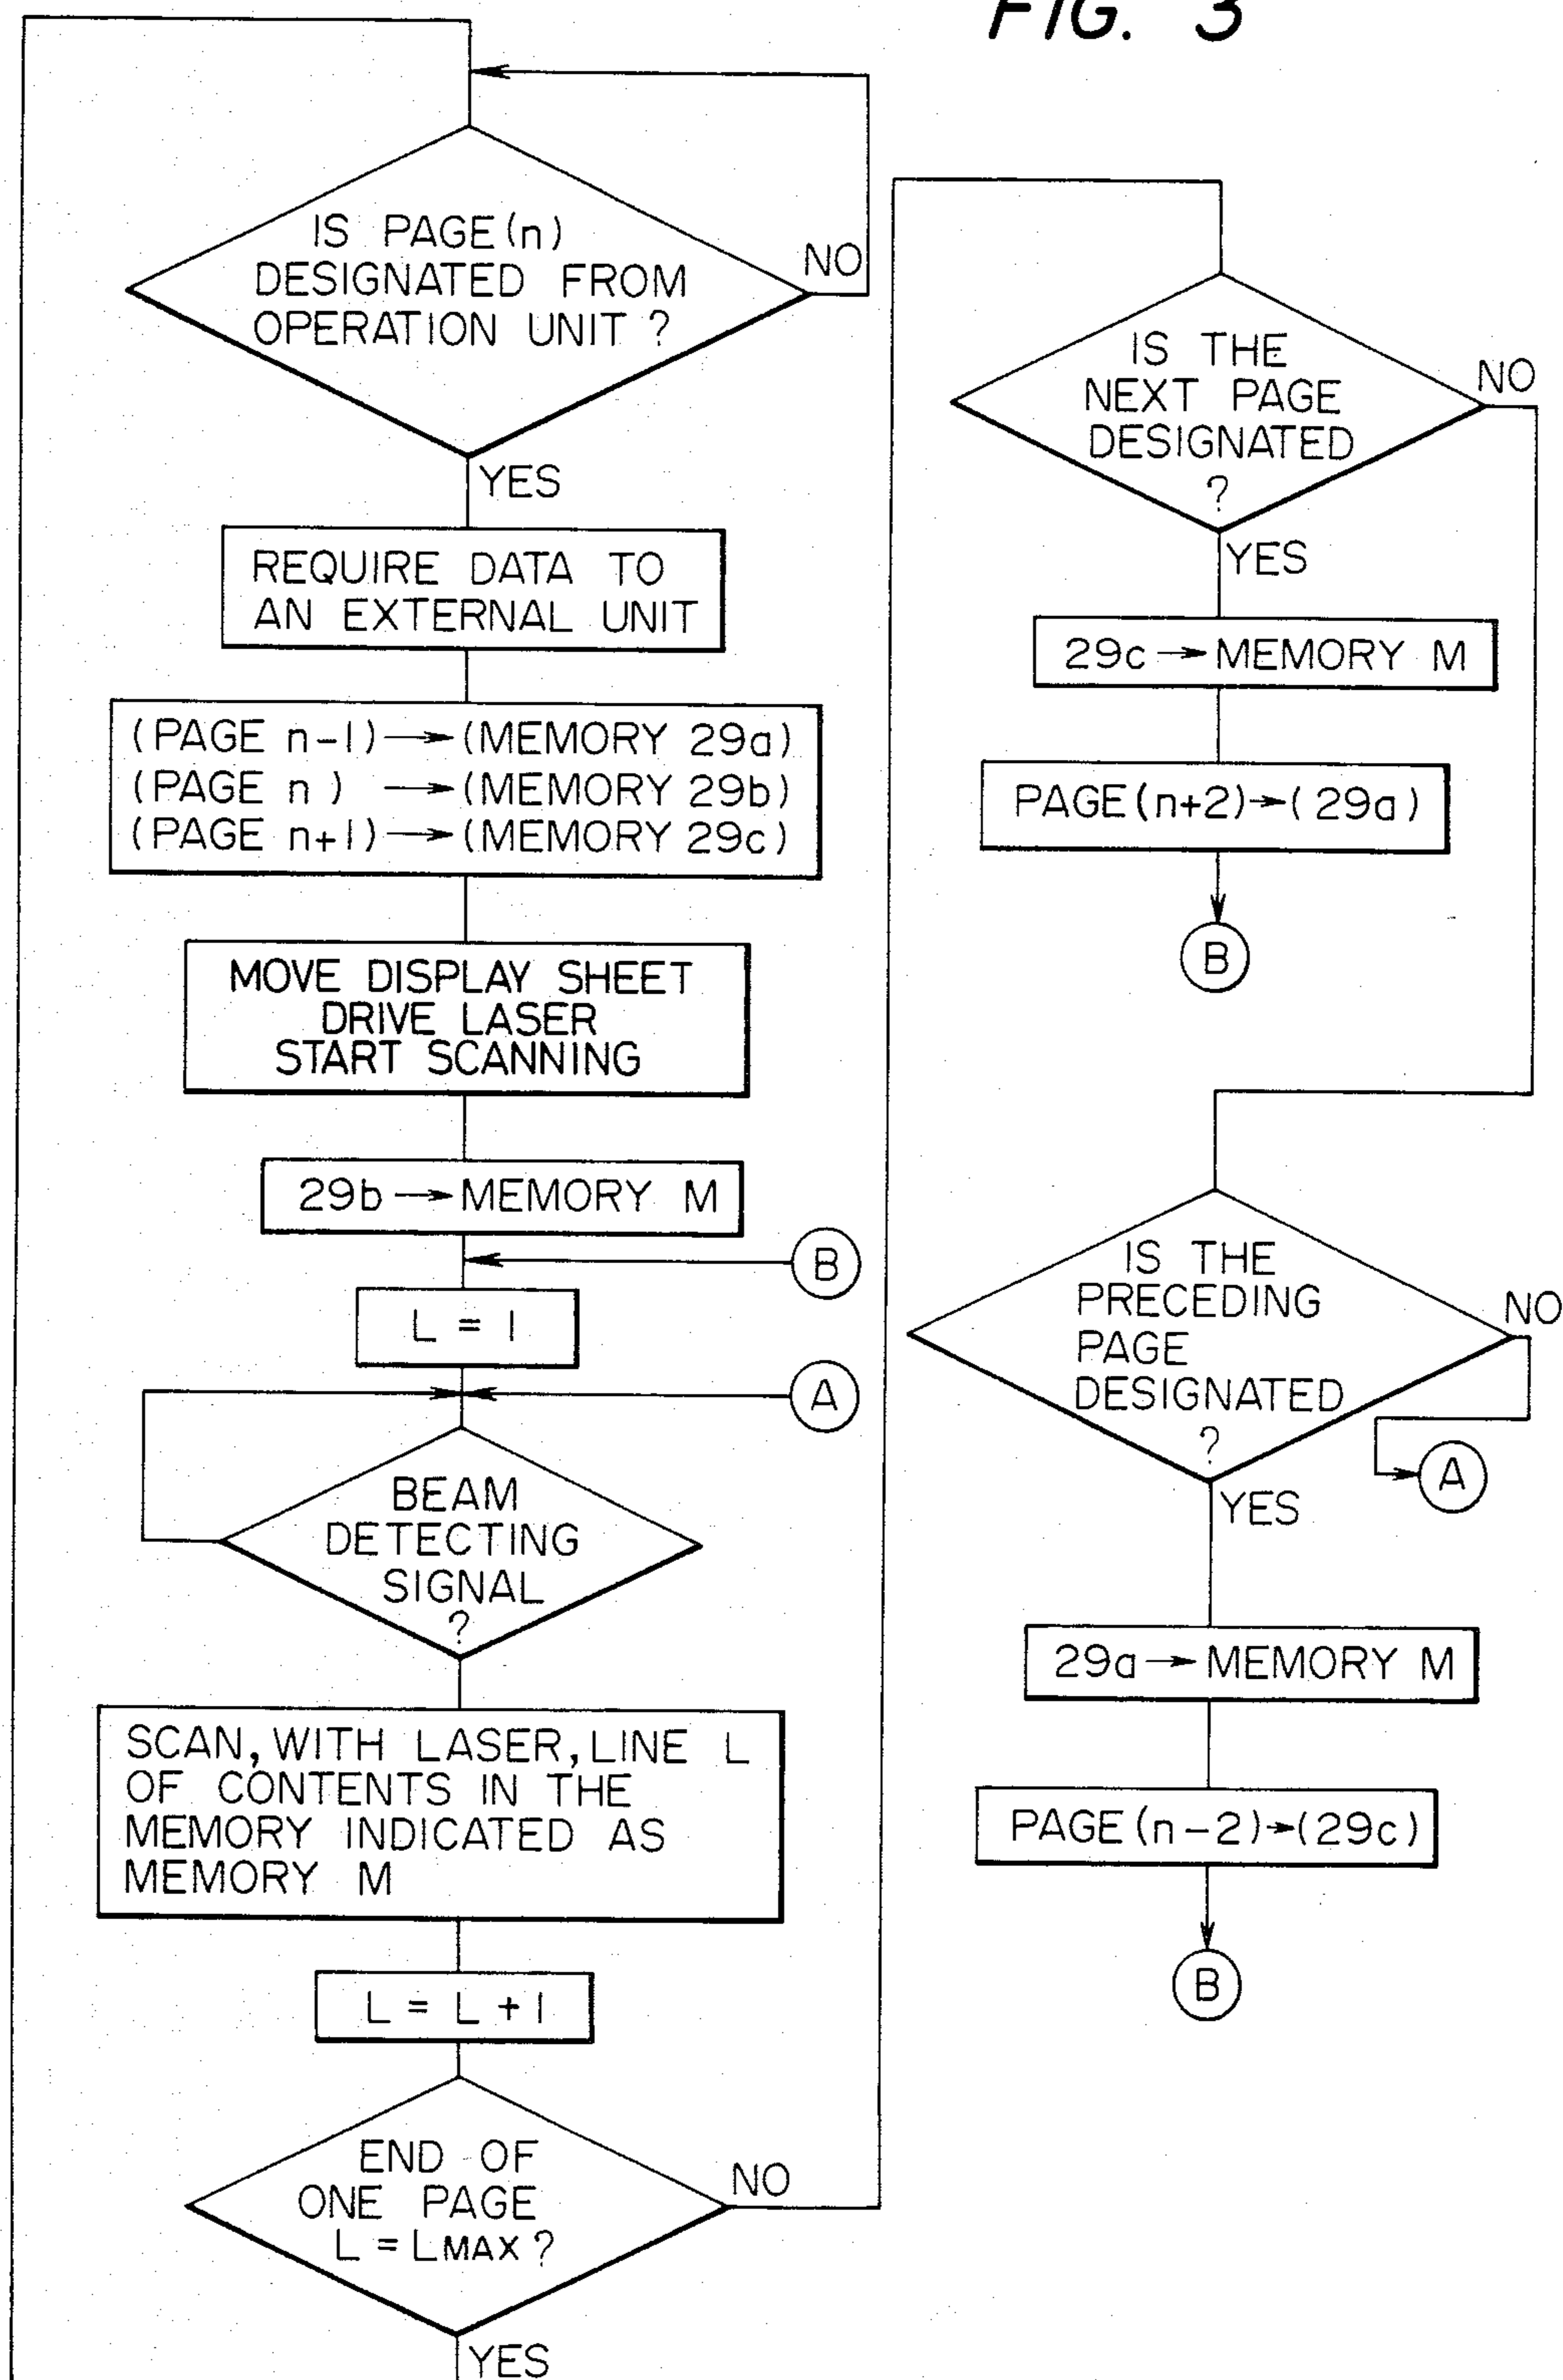 FIG. 3
IS PAGE(n)
DESIGNATED FROM
OPERATION UNIT ?
NO
YES
REQUIRE DATA TO
AN EXTERNAL UNIT
(PAGE n-1)→(MEMORY 29a)
(PAGE n ) →(MEMORY 29b)
(PAGE n+1)→(MEMORY 29c)
MOVE DISPLAY SHEET
DRIVE LASER
START SCANNING
29b→MEMORY M
B
L = 1
A
BEAM
DETECTING
SIGNAL
?
SCAN, WITH LASER, LINE L
OF CONTENTS IN THE
MEMORY INDICATED AS
MEMORY M
L = L + 1
END OF
ONE PAGE
L = LMAX ?
NO
YES
IS THE
NEXT PAGE
DESIGNATED
?
NO
YES
29c→MEMORY M
PAGE(n+2)→(29a)
B
IS THE
PRECEDING
PAGE
DESIGNATED
?
NO
A
YES
29a→MEMORY M
PAGE(n-2)→(29c)
B